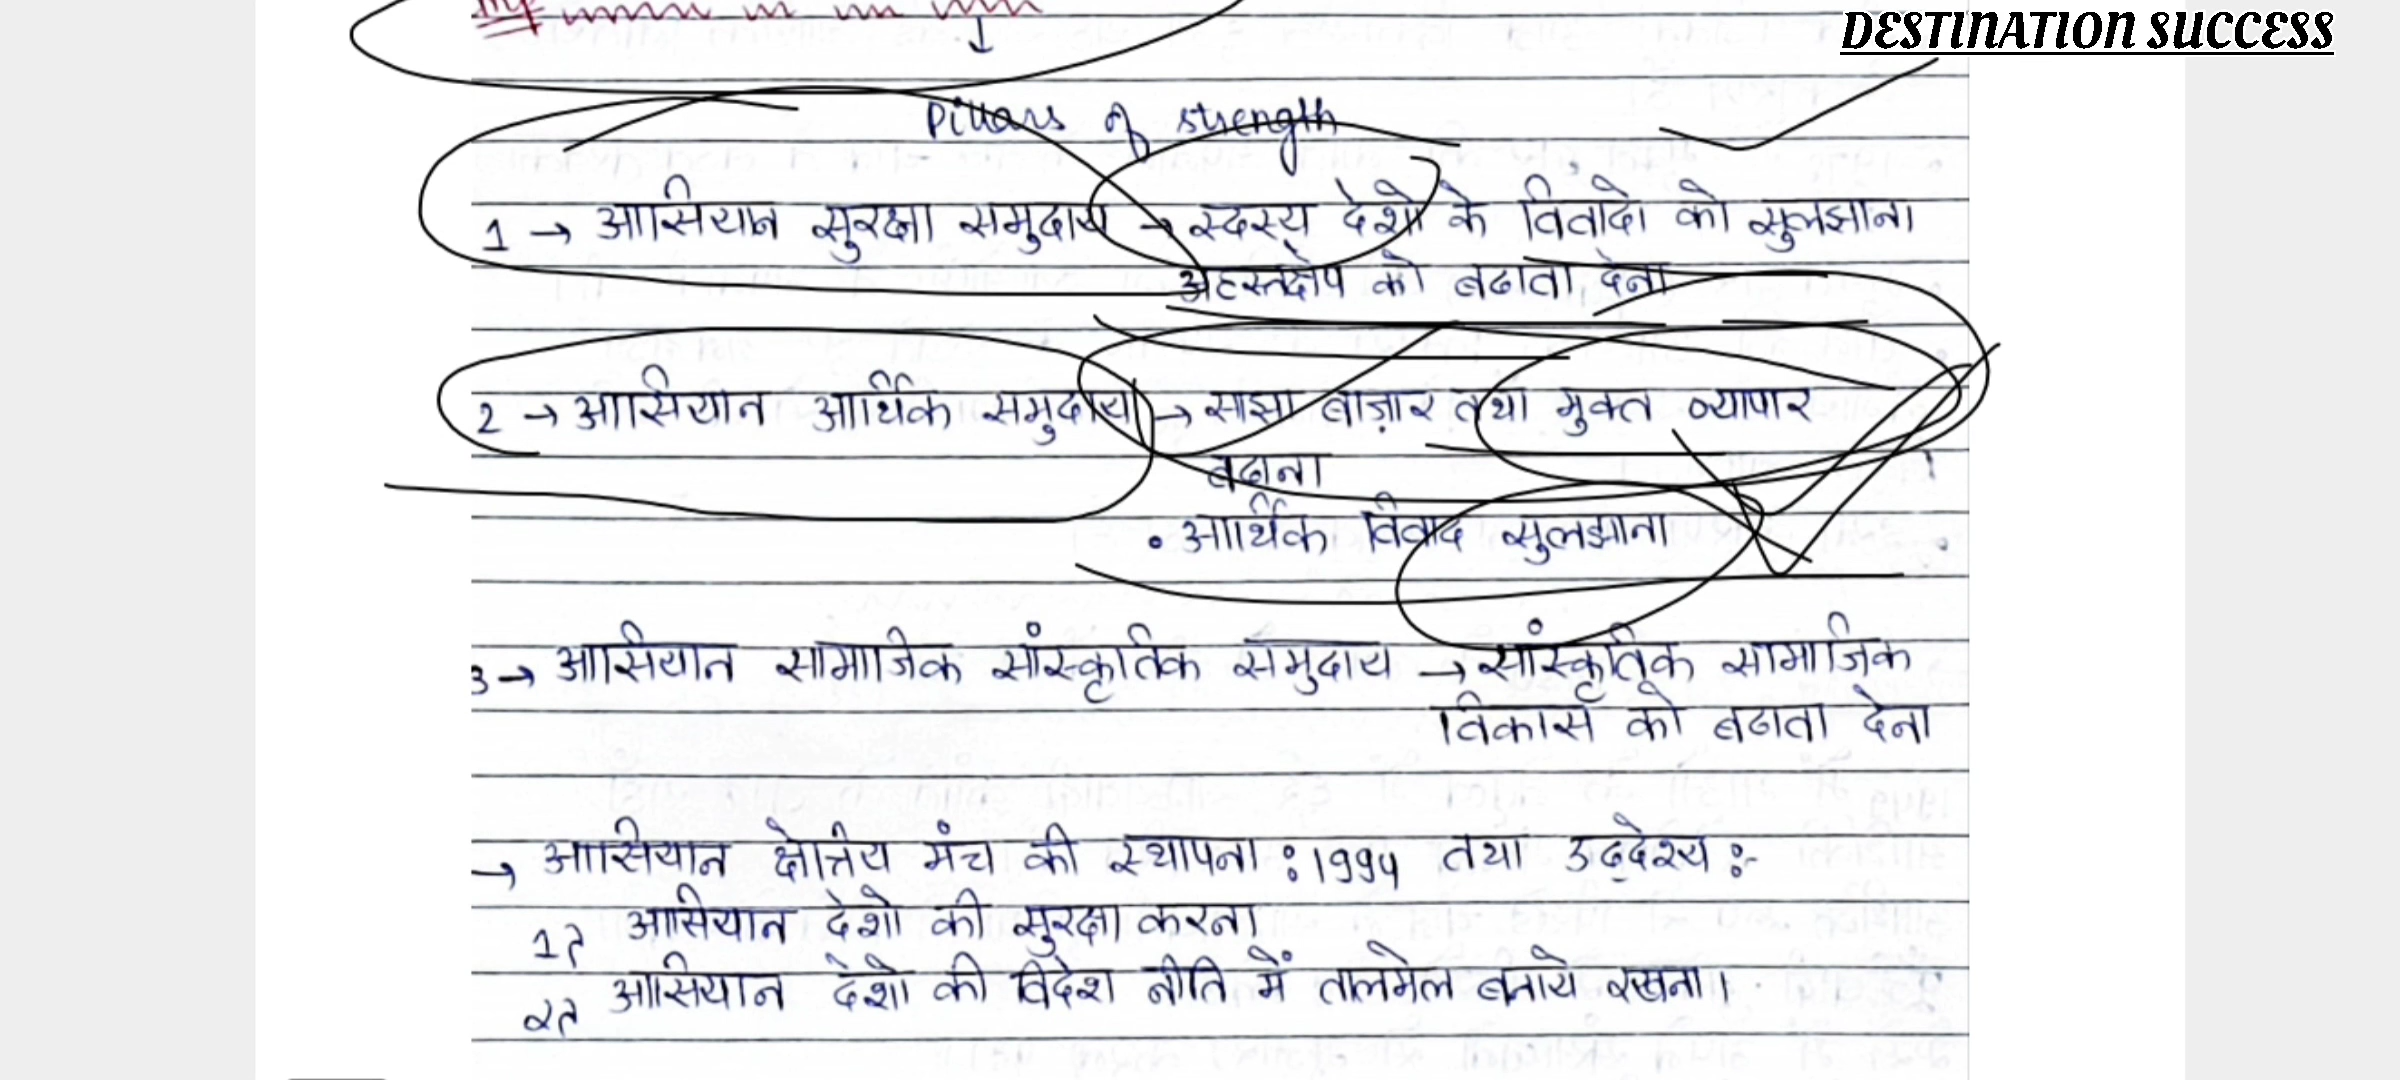 DESTINATION SUCCESS
Pillars of strength
1 → आसियान सुरक्षा समुदाय → सदस्य देशो के विवादो को सुलझाना
अहस्तक्षेप को बढावा देना
2 → आसियान आर्थिक समुदाय → साझा बाज़ार तथा मुक्त व्यापार
बढाना
• आर्थिक विवाद सुलझाना
3 → आसियान सामाजिक सांस्कृतिक समुदाय → सांस्कृतिक सामाजिक
विकास को बढावा देना
→ आसियान क्षेत्रिय मंच की स्थापना : 1994 तथा उद्देश्य :-
1) आसियान देशो की सुरक्षा करना
2) आसियान देशो की विदेश नीति में तालमेल बनाये रखना।